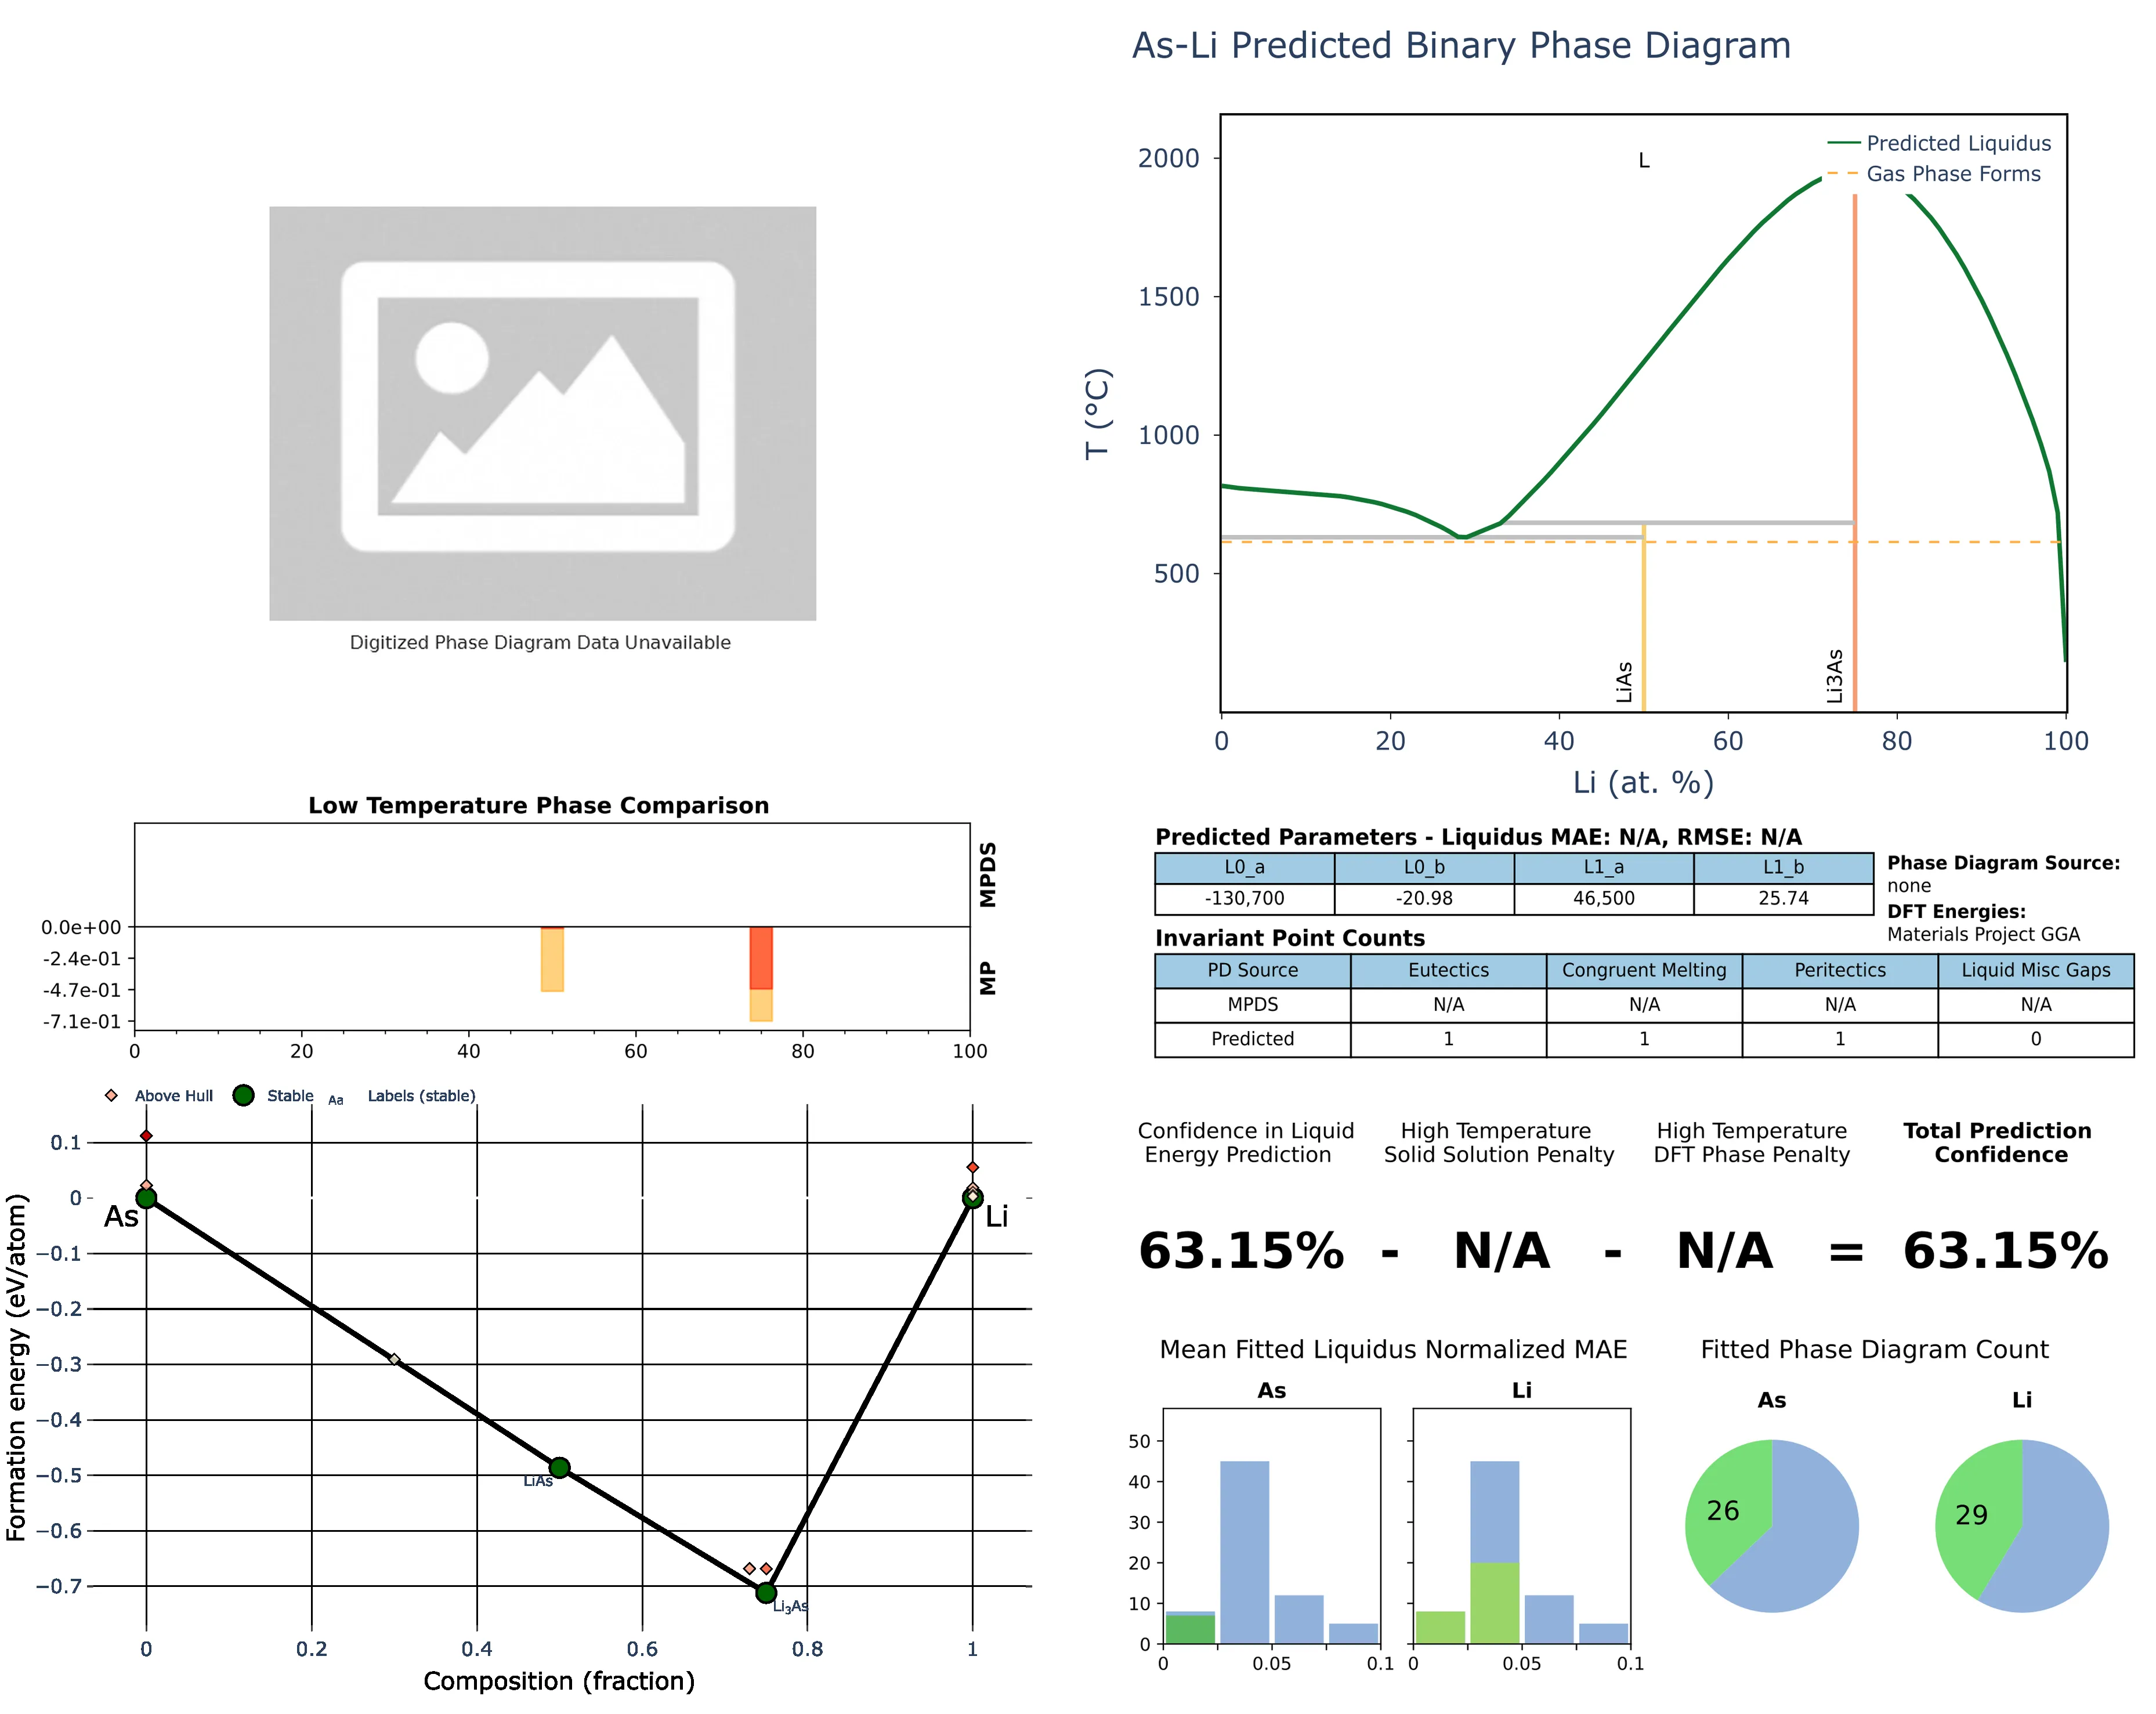 As-Li Predicted Binary Phase Diagram
Digitized Phase Diagram Data Unavailable
T (°C)
2000
1500
1000
500
L
Predicted Liquidus
Gas Phase Forms
LiAs
Li3As
0 20 40 60 80 100
Li (at. %)
Low Temperature Phase Comparison
0.0e+00
-2.4e-01
-4.7e-01
-7.1e-01
MPDS
MP
0 20 40 60 80 100
Predicted Parameters - Liquidus MAE: N/A, RMSE: N/A
L0_a L0_b L1_a L1_b
-130,700 -20.98 46,500 25.74
Phase Diagram Source:
none
DFT Energies:
Materials Project GGA
Invariant Point Counts
PD Source Eutectics Congruent Melting Peritectics Liquid Misc Gaps
MPDS N/A N/A N/A N/A
Predicted 1 1 1 0
Above Hull Stable Aa Labels (stable)
Formation energy (eV/atom)
0.1
0
−0.1
−0.2
−0.3
−0.4
−0.5
−0.6
−0.7
As
Li
LiAs
Li₃As
0 0.2 0.4 0.6 0.8 1
Composition (fraction)
Confidence in Liquid
Energy Prediction
High Temperature
Solid Solution Penalty
High Temperature
DFT Phase Penalty
Total Prediction
Confidence
63.15% - N/A - N/A = 63.15%
Mean Fitted Liquidus Normalized MAE
As
Li
50
40
30
20
10
0
0 0.05 0.1
0 0.05 0.1
Fitted Phase Diagram Count
As
Li
26
29